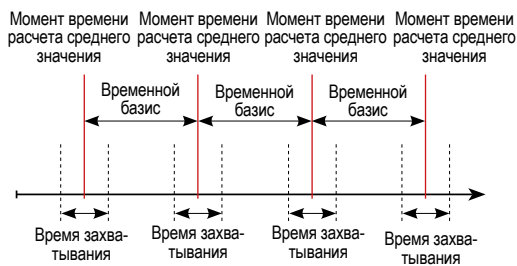 Момент времени расчета среднего значения
Момент времени расчета среднего значения
Момент времени расчета среднего значения
Момент времени расчета среднего значения
Временной базис
Временной базис
Временной базис
Время захва-
тывания
Время захва-
тывания
Время захва-
тывания
Время захва-
тывания